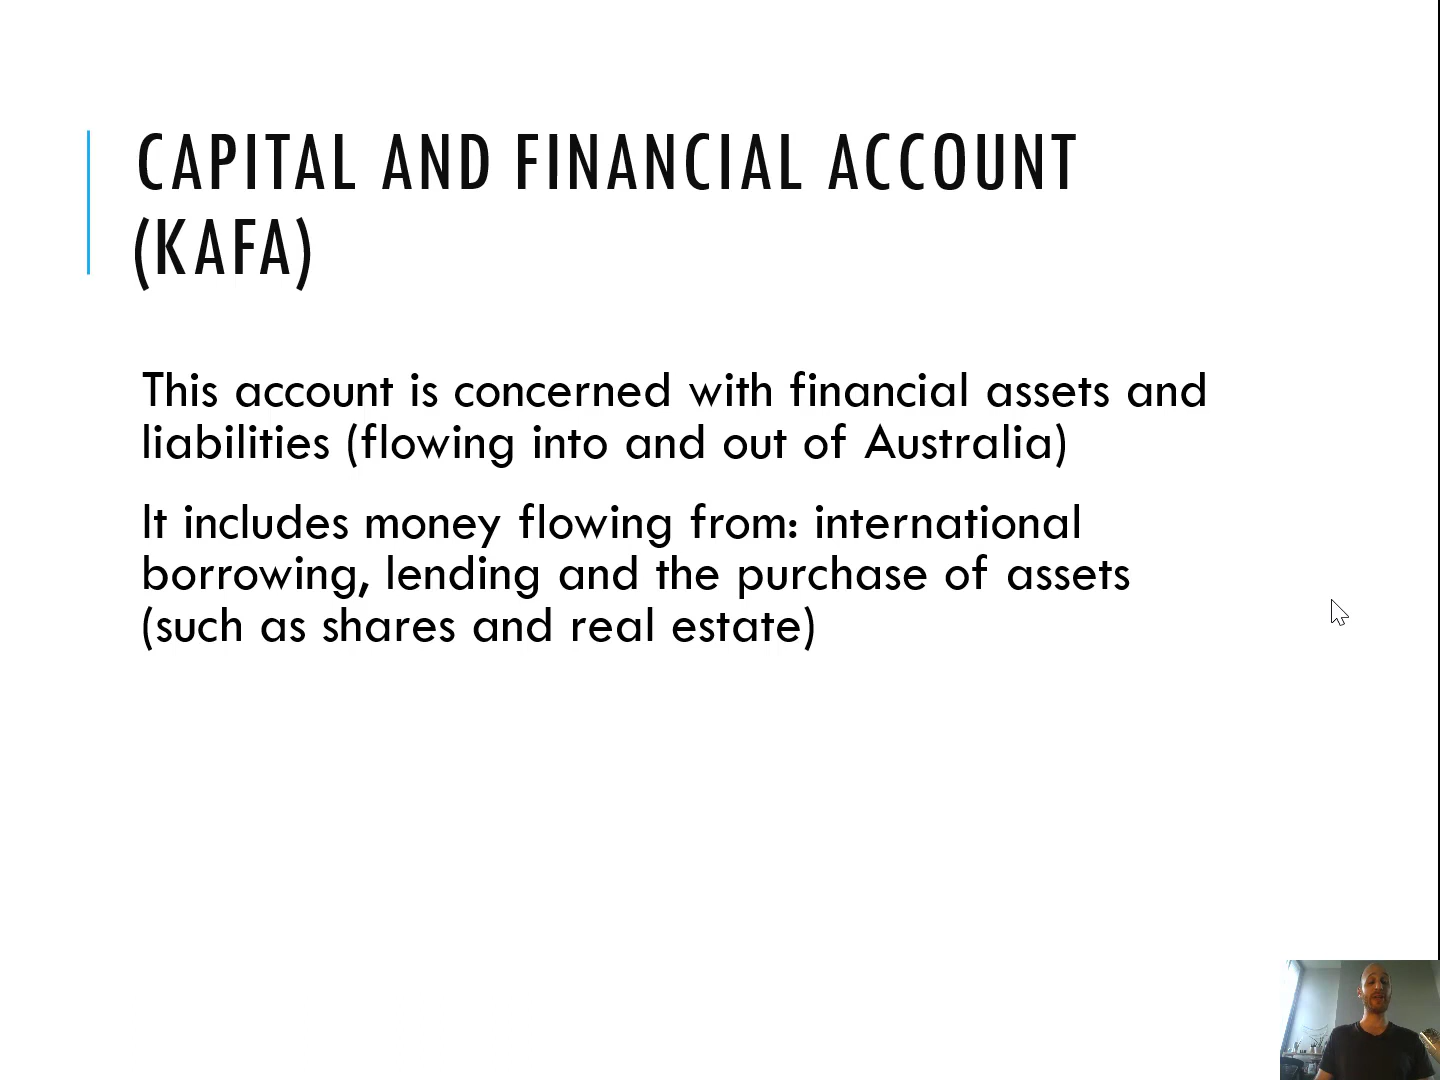 CAPITAL AND FINANCIAL ACCOUNT
(KAFA)
This account is concerned with financial assets and
liabilities (flowing into and out of Australia)
It includes money flowing from: international
borrowing, lending and the purchase of assets
(such as shares and real estate)